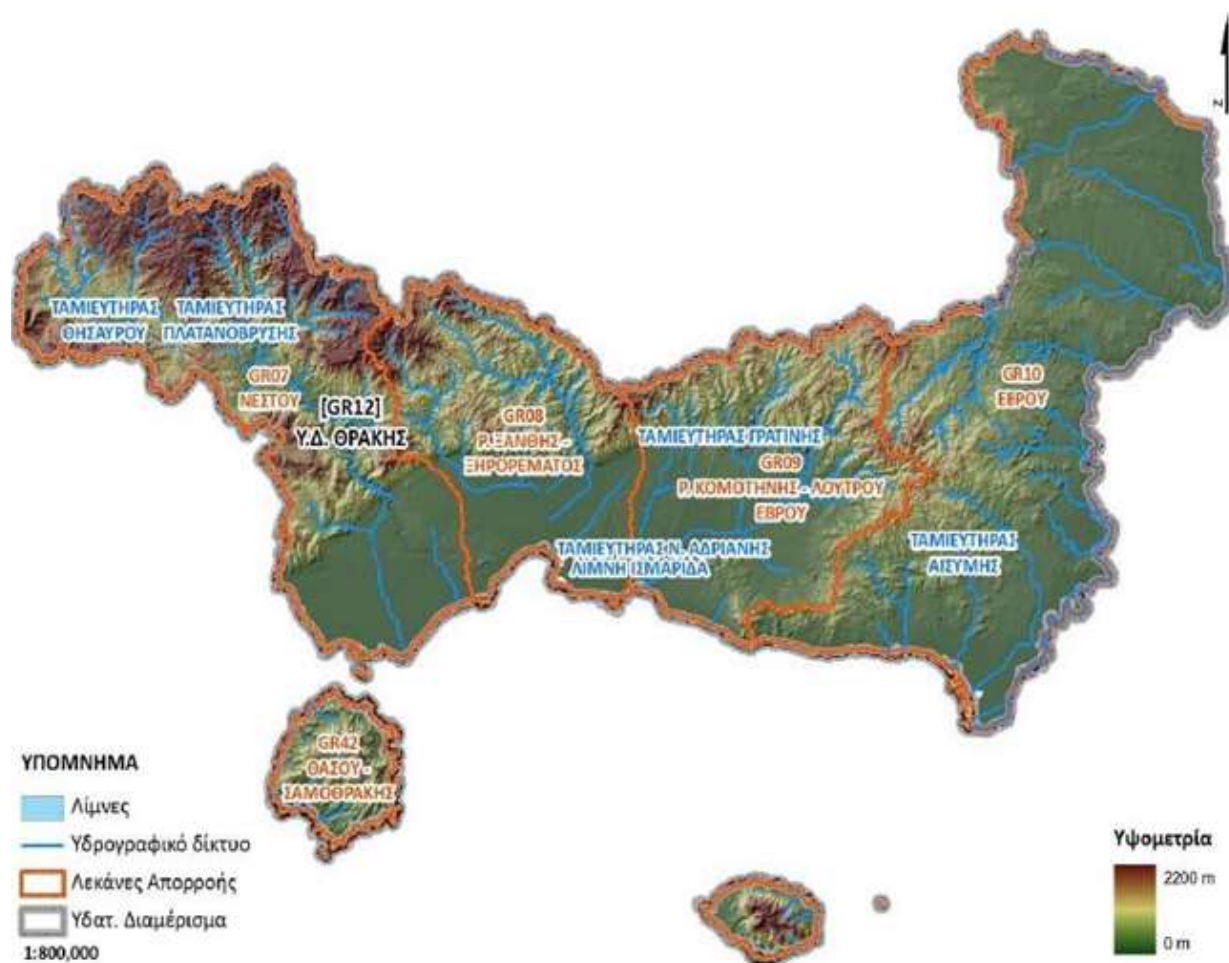 Z
ΤΑΜΙΕΥΤΗΡΑΣ
ΘΗΣΑΥΡΟΥ
ΤΑΜΙΕΥΤΗΡΑΣ
ΠΛΑΤΑΝΟΒΡΥΣΗΣ
GR07
ΝΕΣΤΟΥ
[GR12]
Υ.Δ. ΘΡΑΚΗΣ
GR08
Ρ. ΞΑΝΘΗΣ -
ΞΗΡΟΡΕΜΑΤΟΣ
ΤΑΜΙΕΥΤΗΡΑΣ ΓΡΑΤΙΝΗΣ
GR09
Ρ. ΚΟΜΟΤΗΝΗΣ - ΛΟΥΤΡΟΥ
ΕΒΡΟΥ
GR10
ΕΒΡΟΥ
ΤΑΜΙΕΥΤΗΡΑΣ Ν. ΑΔΡΙΑΝΗΣ
ΛΙΜΝΗ ΙΣΜΑΡΙΔΑ
ΤΑΜΙΕΥΤΗΡΑΣ
ΑΙΣΥΜΗΣ
GR42
ΘΑΣΟΥ -
ΣΑΜΟΘΡΑΚΗΣ
ΥΠΟΜΝΗΜΑ
Λίμνες
Υδρογραφικό δίκτυο
Λεκάνες Απορροής
Υδατ. Διαμέρισμα
1:800,000
Υψομετρία
2200 m
0 m